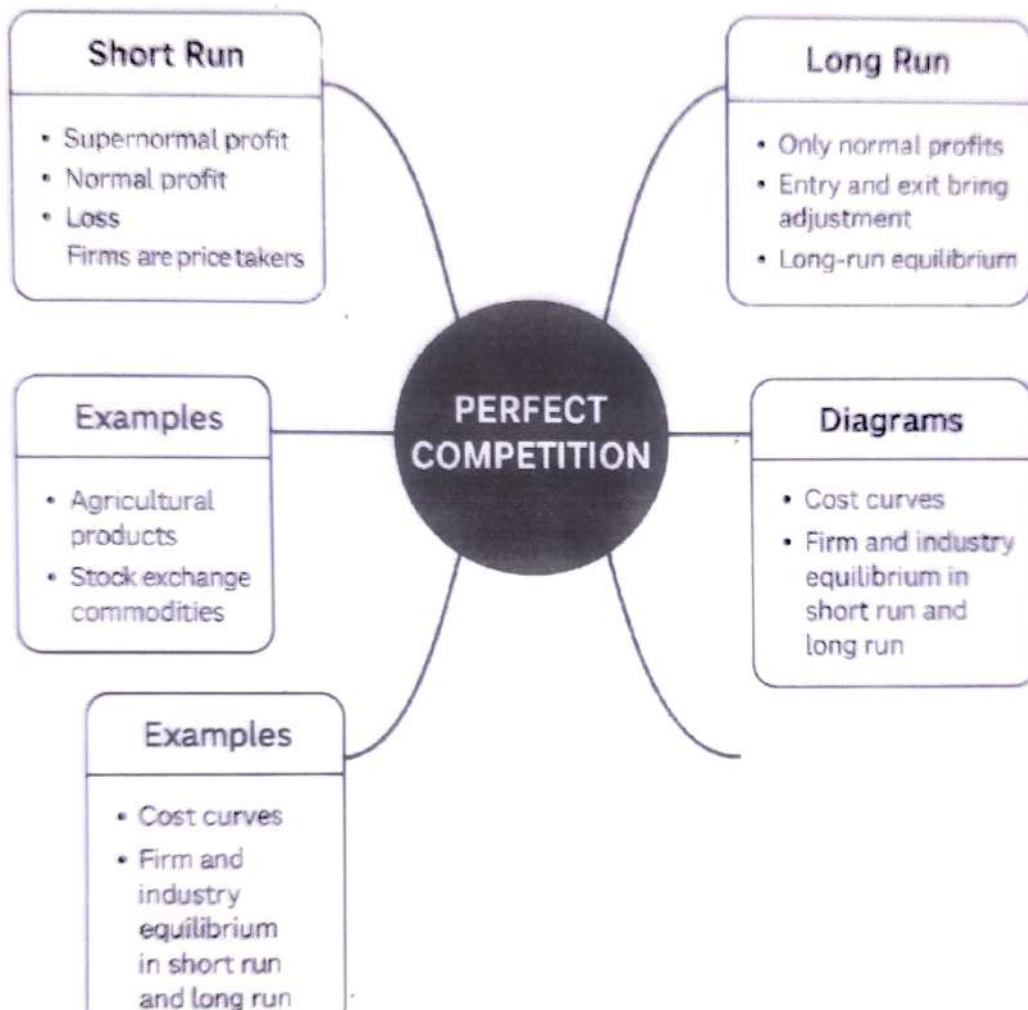 Short Run
• Supernormal profit
• Normal profit
• Loss
Firms are price takers
Long Run
• Only normal profits
• Entry and exit bring
adjustment
• Long-run equilibrium
PERFECT
COMPETITION
Examples
• Agricultural
products
• Stock exchange
commodities
Diagrams
• Cost curves
• Firm and industry
equilibrium in
short run and
long run
Examples
• Cost curves
• Firm and
industry
equilibrium
in short run
and long run